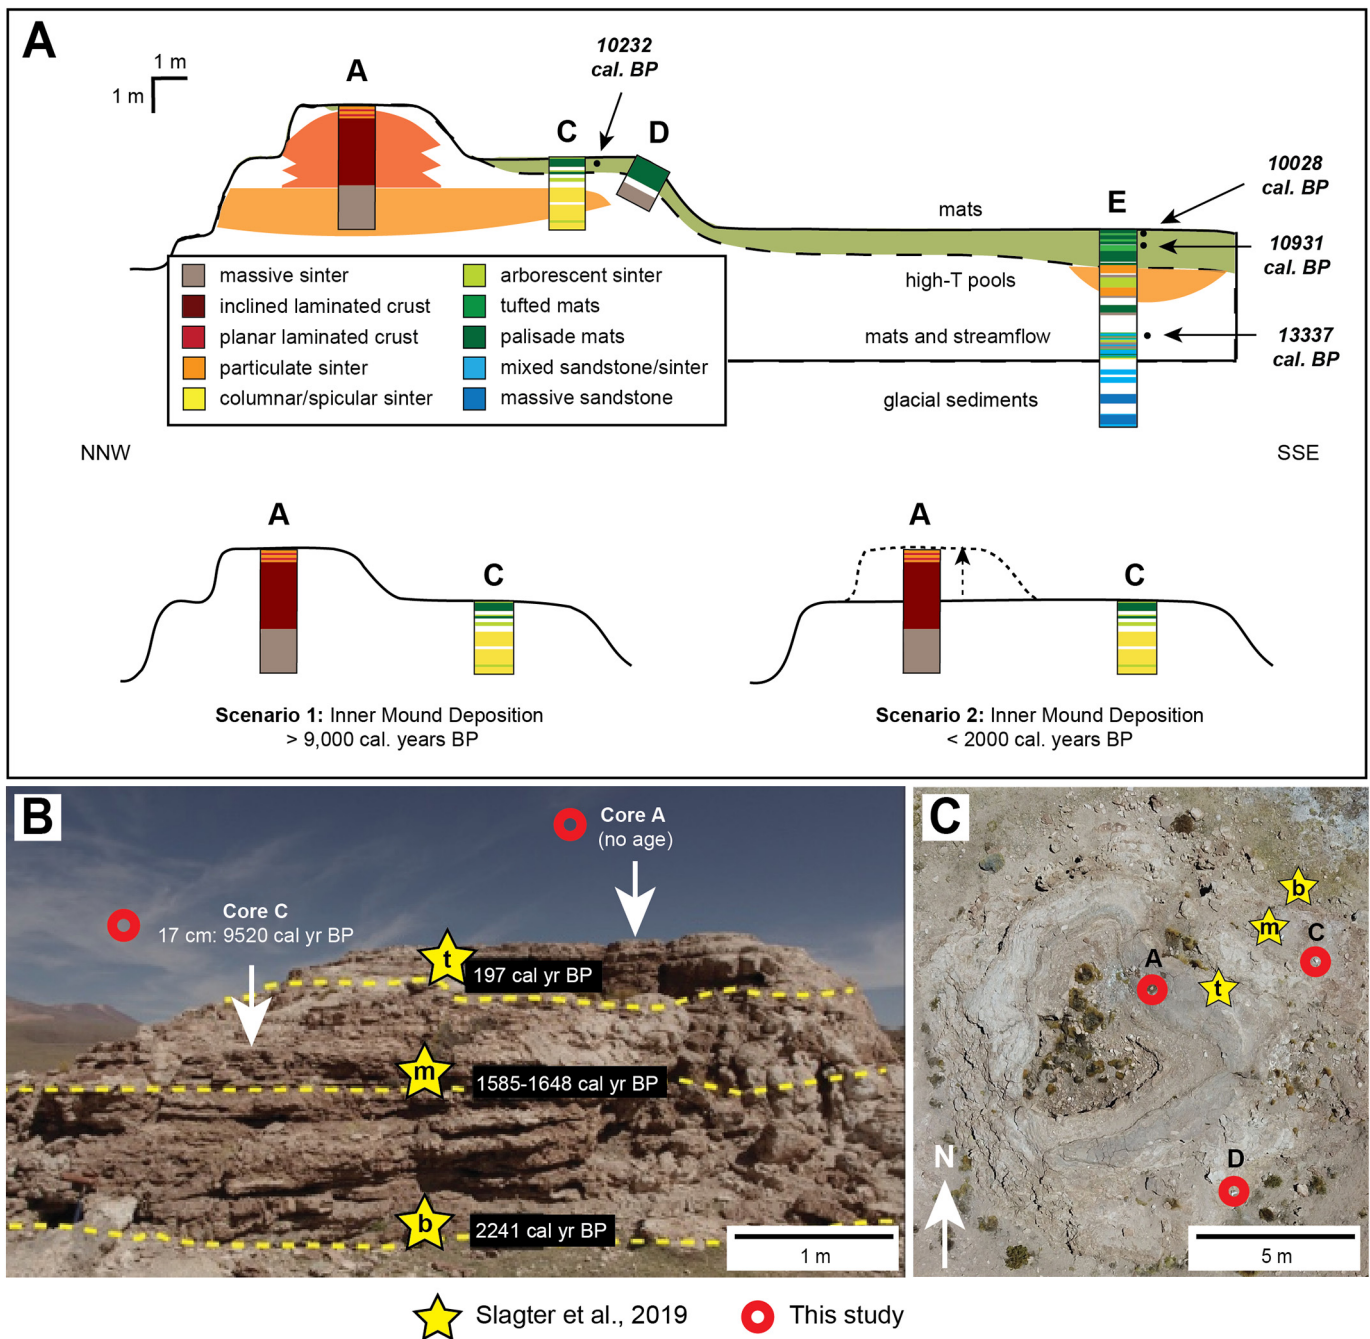 A
1 m
1 m
A
10232
cal. BP
C
D
10028
cal. BP
E
mats
10931
cal. BP
high-T pools
mats and streamflow
13337
cal. BP
glacial sediments
massive sinter
inclined laminated crust
planar laminated crust
particulate sinter
columnar/spicular sinter
arborescent sinter
tufted mats
palisade mats
mixed sandstone/sinter
massive sandstone
NNW
SSE
A
C
Scenario 1: Inner Mound Deposition
> 9,000 cal. years BP
A
C
Scenario 2: Inner Mound Deposition
< 2000 cal. years BP
B
Core A
(no age)
Core C
17 cm: 9520 cal yr BP
t
197 cal yr BP
m
1585-1648 cal yr BP
b
2241 cal yr BP
1 m
C
b
m
C
A
t
D
N
5 m
Slagter et al., 2019
This study